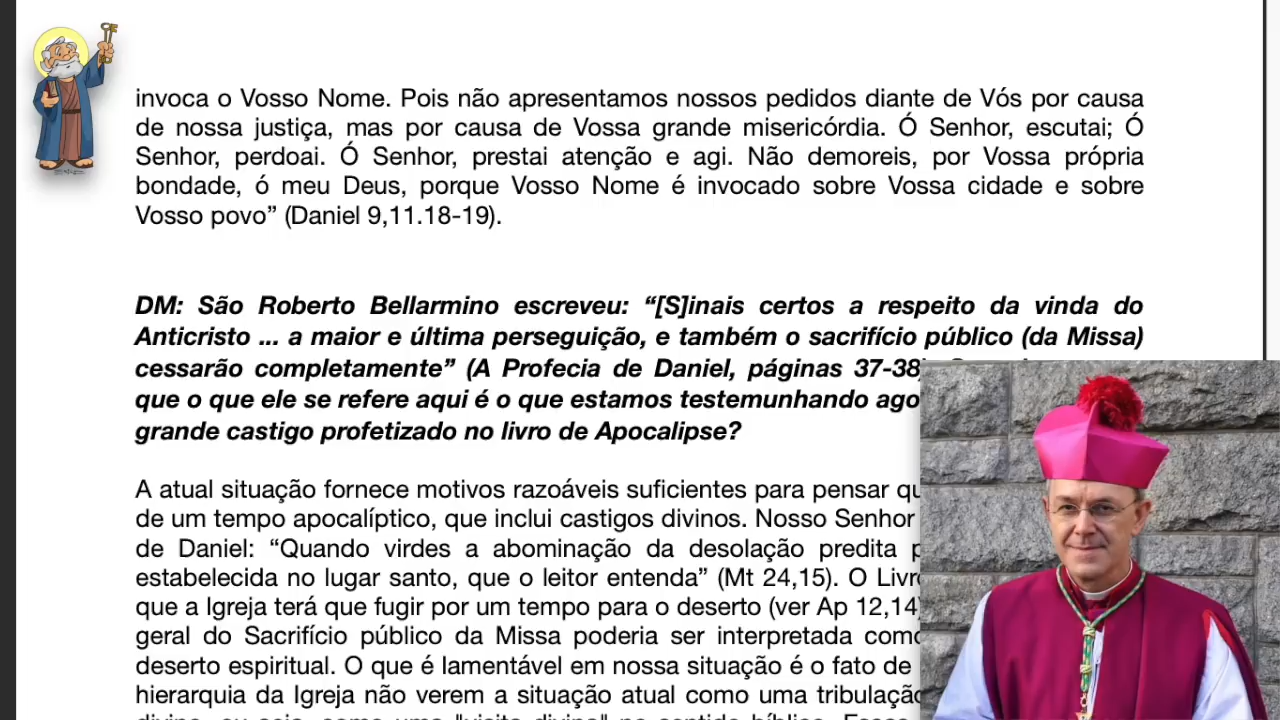 invoca o Vosso Nome. Pois não apresentamos nossos pedidos diante de Vós por causa
de nossa justiça, mas por causa de Vossa grande misericórdia. Ó Senhor, escutai; Ó
Senhor, perdoai. Ó Senhor, prestai atenção e agi. Não demoreis, por Vossa própria
bondade, ó meu Deus, porque Vosso Nome é invocado sobre Vossa cidade e sobre
Vosso povo” (Daniel 9,11.18-19).
DM: São Roberto Bellarmino escreveu: “[S]inais certos a respeito da vinda do
Anticristo ... a maior e última perseguição, e também o sacrifício público (da Missa)
cessarão completamente” (A Profecia de Daniel, páginas 37-38)
que o que ele se refere aqui é o que estamos testemunhando
grande castigo profetizado no livro de Apocalipse?
A atual situação fornece motivos razoáveis suficientes para pensar
de um tempo apocalíptico, que inclui castigos divinos. Nosso Senhor
de Daniel: “Quando virdes a abominação da desolação predita
estabelecida no lugar santo, que o leitor entenda” (Mt 24,15). O
que a Igreja terá que fugir por um tempo para o deserto (ver Ap 12,14)
geral do Sacrifício público da Missa poderia ser interpretada
deserto espiritual. O que é lamentável em nossa situação é o fato de
hierarquia da Igreja não verem a situação atual como uma tribulação